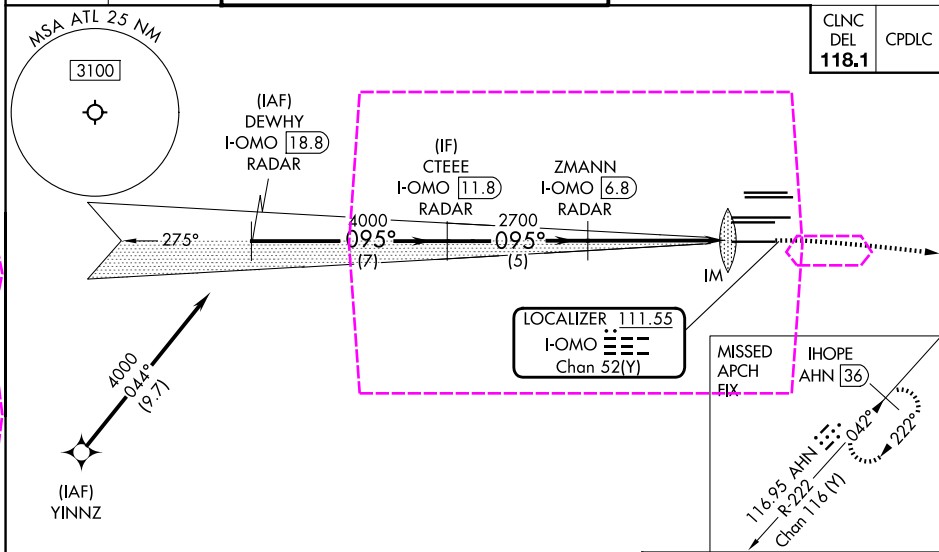 MSA ATL 25 NM
3100
CLNC
DEL
118.1
CPDLC
(IAF)
DEWHY
I-OMO 18.8
RADAR
(IF)
CTEEE
I-OMO 11.8
RADAR
ZMANN
I-OMO 6.8
RADAR
275°
4000
095°
(7)
2700
095°
(5)
IM
LOCALIZER 111.55
I-OMO
Chan 52(Y)
4000
044°
(9.7)
(IAF)
YINNZ
MISSED
APCH
FIX
IHOPE
AHN 36
042°
222°
116.95 AHN
R-222
Chan 116 (Y)